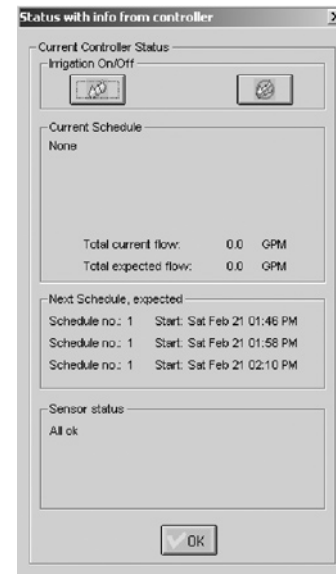 Status with info from controller
Current Controller Status
Irrigation On/Off
Current Schedule
None
Total current flow: 0.0 GPM
Total expected flow: 0.0 GPM
Next Schedule, expected
Schedule no.: 1 Start: Sat Feb 21 01:46 PM
Schedule no.: 1 Start: Sat Feb 21 01:58 PM
Schedule no.: 1 Start: Sat Feb 21 02:10 PM
Sensor status
All ok
OK